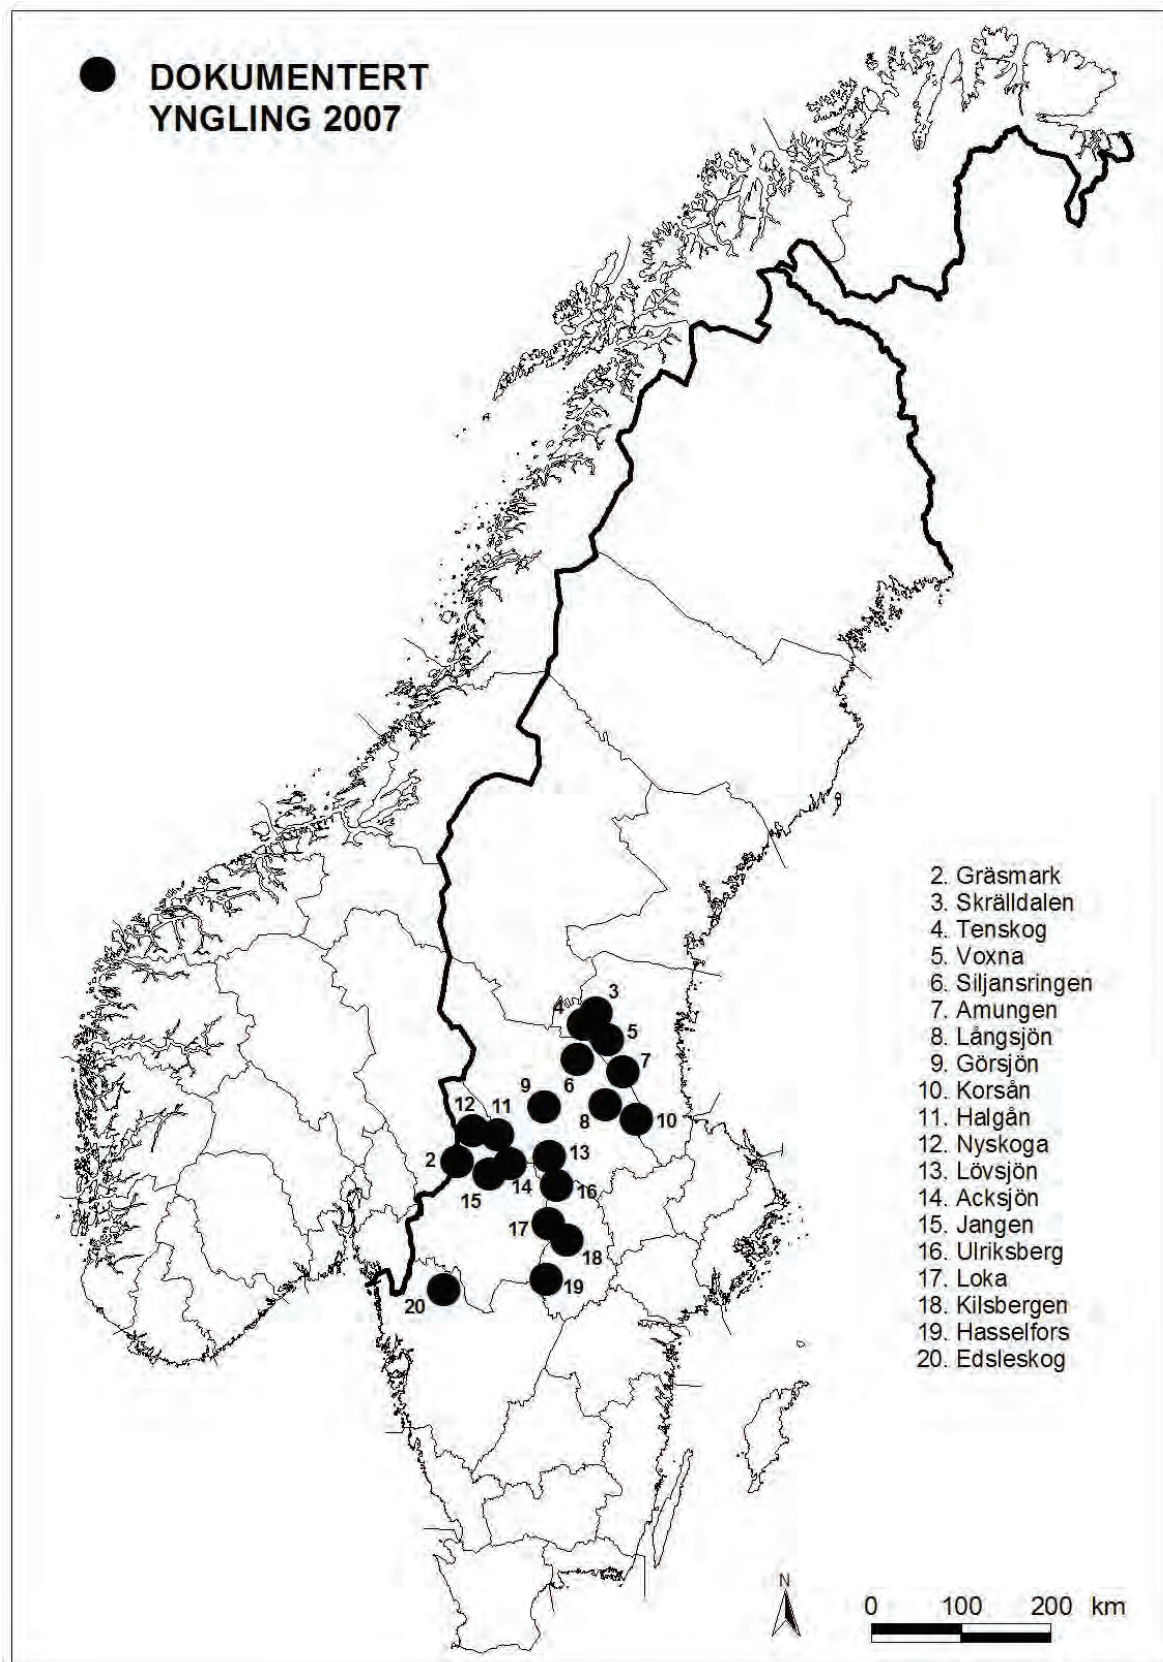 DOKUMENTERT
YNGLING 2007
2. Gräsmark
3. Skrälldalen
4. Tenskog
5. Voxna
6. Siljansringen
7. Amungen
8. Långsjön
9. Görsjön
10. Korsån
11. Halgån
12. Nyskoga
13. Lövsjön
14. Acksjön
15. Jangen
16. Ulriksberg
17. Loka
18. Kilsbergen
19. Hasselfors
20. Edsleskog
3
4
5
6
7
9
8
10
12
11
2
13
15
14
16
17
18
19
20
N
0 100 200 km